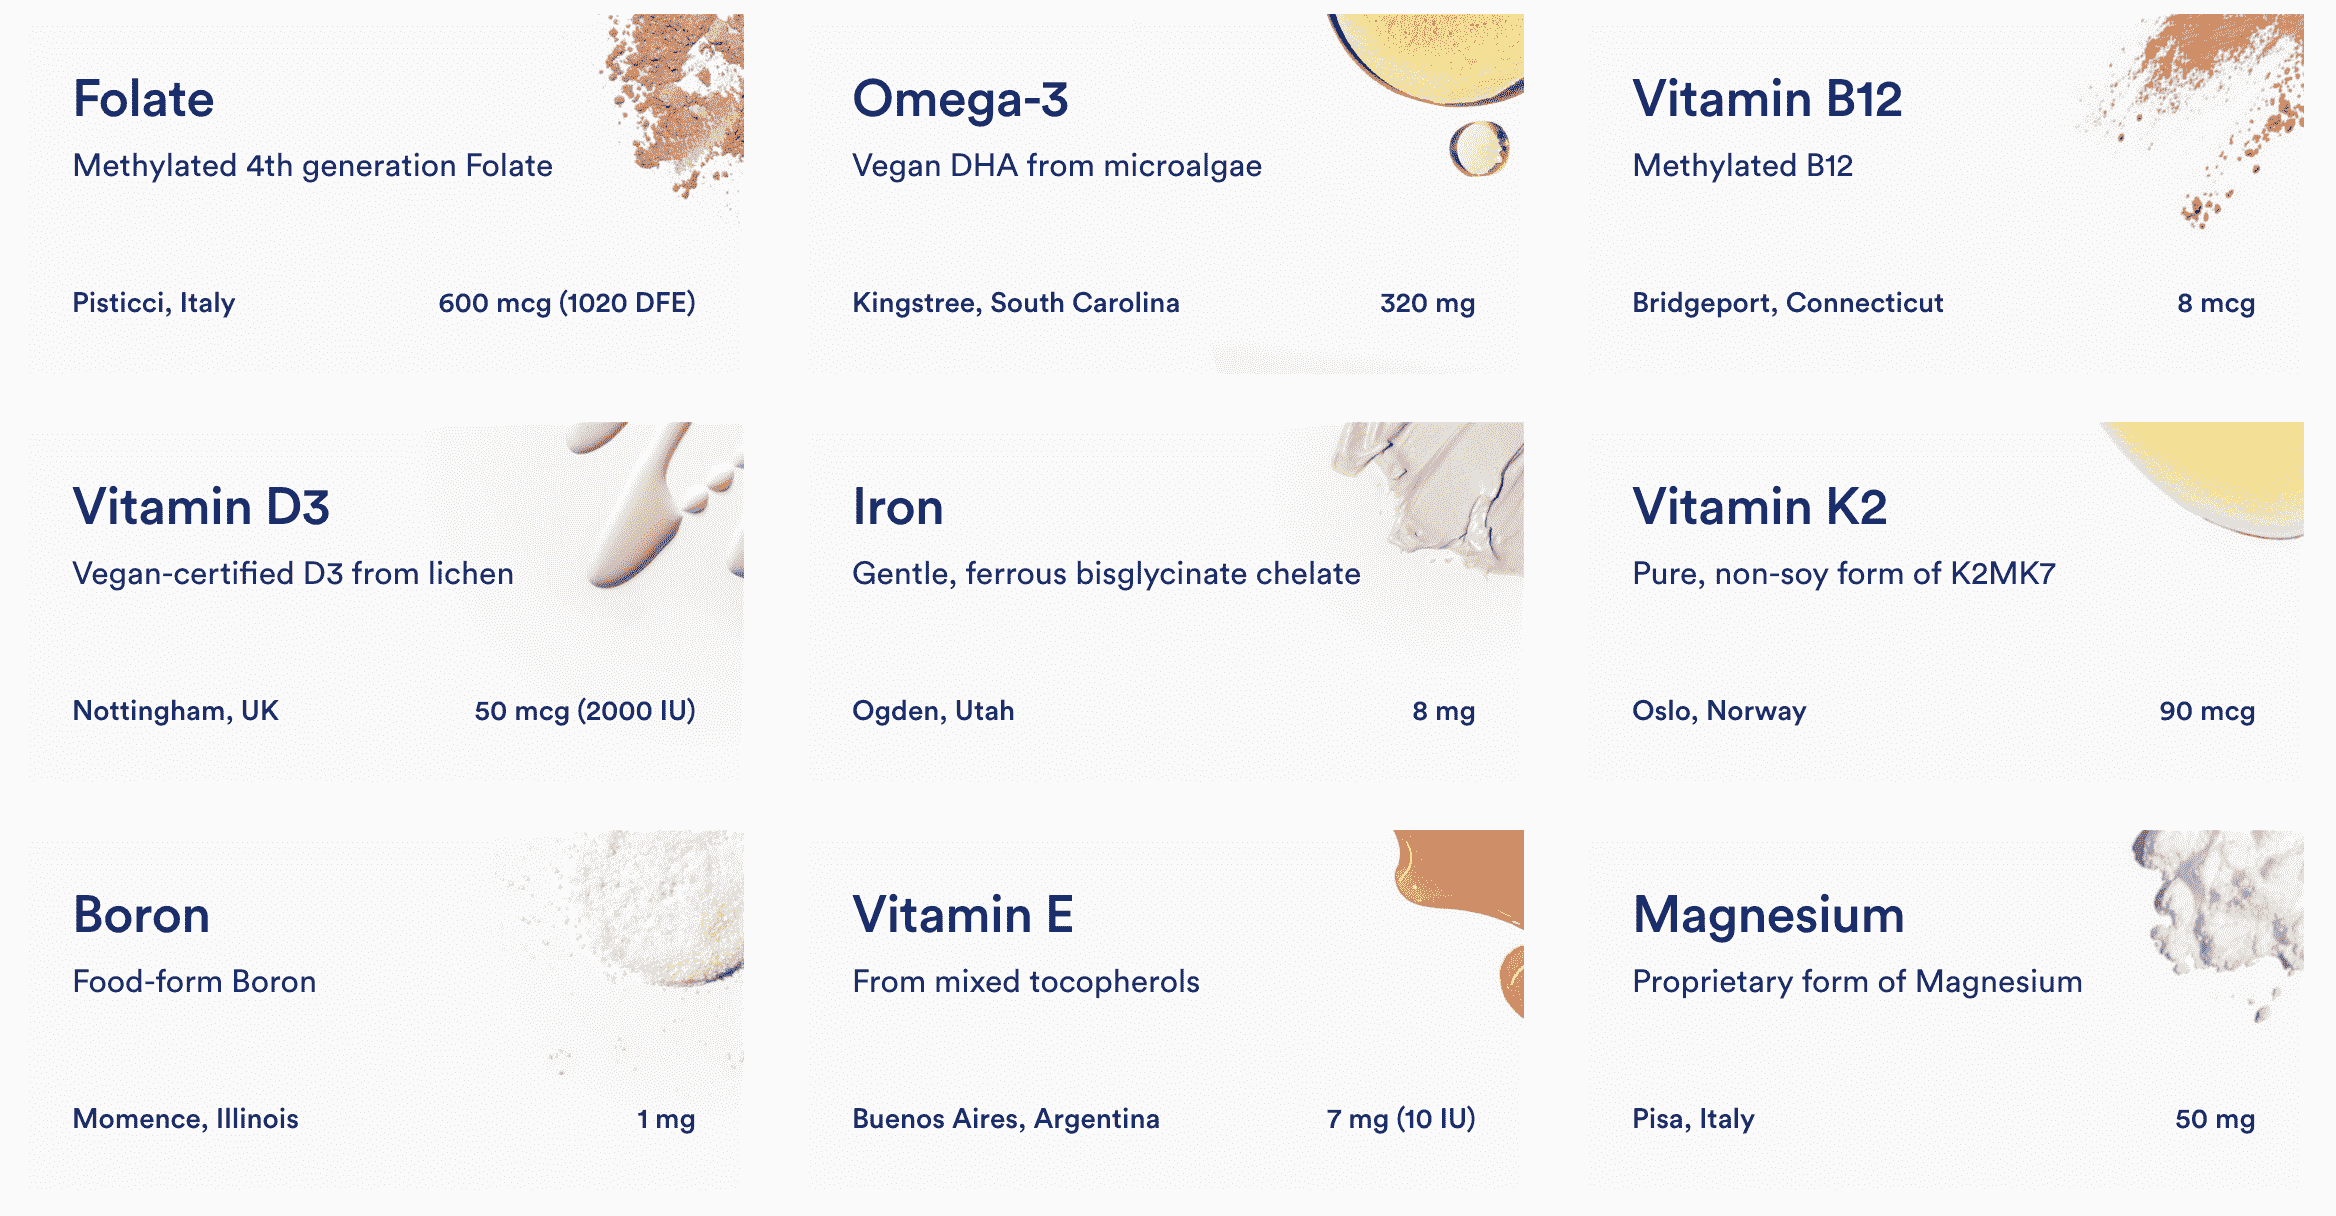 Folate
Methylated 4th generation Folate
Pisticci, Italy
600 mcg (1020 DFE)
Omega-3
Vegan DHA from microalgae
Kingstree, South Carolina
320 mg
Vitamin B12
Methylated B12
Bridgeport, Connecticut
8 mcg
Vitamin D3
Vegan-certified D3 from lichen
Nottingham, UK
50 mcg (2000 IU)
Iron
Gentle, ferrous bisglycinate chelate
Ogden, Utah
8 mg
Vitamin K2
Pure, non-soy form of K2MK7
Oslo, Norway
90 mcg
Boron
Food-form Boron
Momence, Illinois
1 mg
Vitamin E
From mixed tocopherols
Buenos Aires, Argentina
7 mg (10 IU)
Magnesium
Proprietary form of Magnesium
Pisa, Italy
50 mg